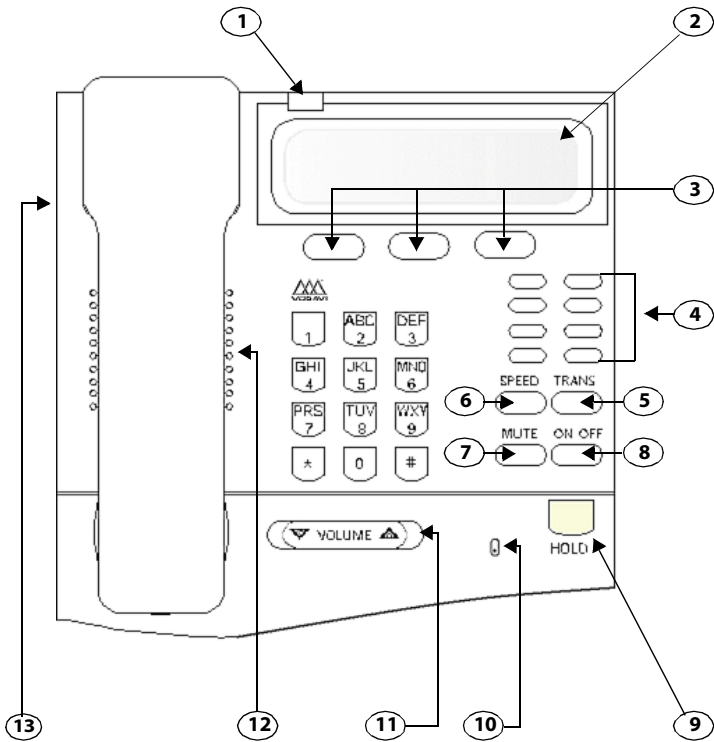 1
2
3
VODAVI
4
1
ABC 2
DEF 3
GHI 4
JKL 5
MNO 6
PRS 7
TUV 8
WXY 9
*
0
#
SPEED TRANS
6
5
MUTE ON OFF
7
8
VOLUME
HOLD
13
12
11
10
9